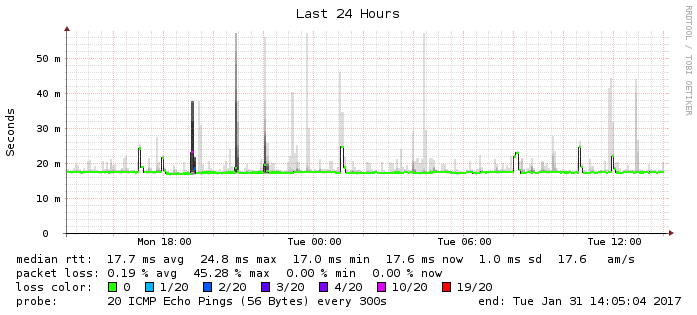 Last 24 Hours
RRDTOOL / TOBI OETIKER
Seconds
50 m
40 m
30 m
20 m
10 m
0
Mon 18:00 Tue 00:00 Tue 06:00 Tue 12:00
median rtt: 17.7 ms avg 24.8 ms max 17.0 ms min 17.6 ms now 1.0 ms sd 17.6 am/s
packet loss: 0.19 % avg 45.28 % max 0.00 % min 0.00 % now
loss color: 0 1/20 2/20 3/20 4/20 10/20 19/20
probe: 20 ICMP Echo Pings (56 Bytes) every 300s end: Tue Jan 31 14:05:04 2017